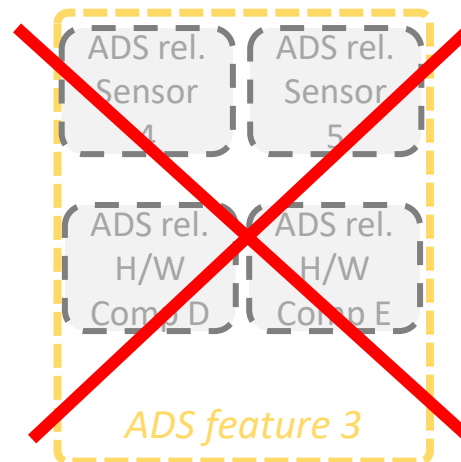 ADS rel. ADS rel.
Sensor Sensor
4 5
ADS rel. ADS rel.
H/W H/W
Comp D Comp E
ADS feature 3